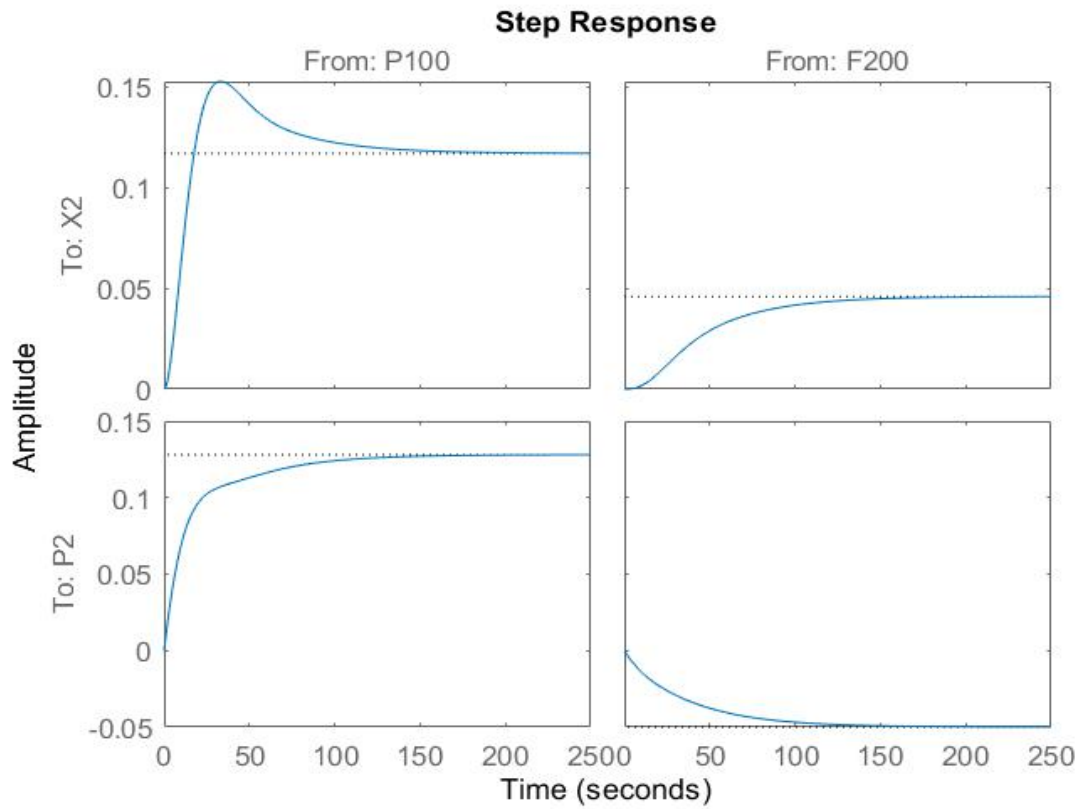 Step Response
From: P100
From: F200
To: X2
0.15
0.1
0.05
0
Amplitude
To: P2
0.15
0.1
0.05
0
-0.05
0 50 100 150 200 250
0 50 100 150 200 250
Time (seconds)